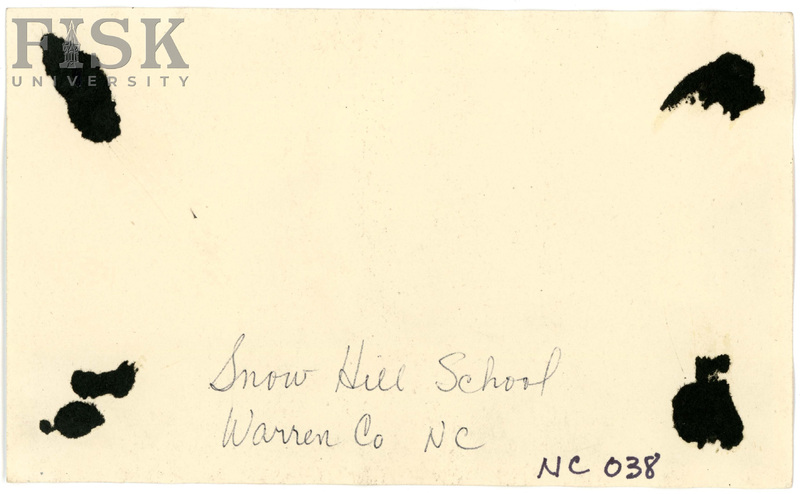 FISK
UNIVERSITY
Snow Hill School
Warren Co NC
NC 038